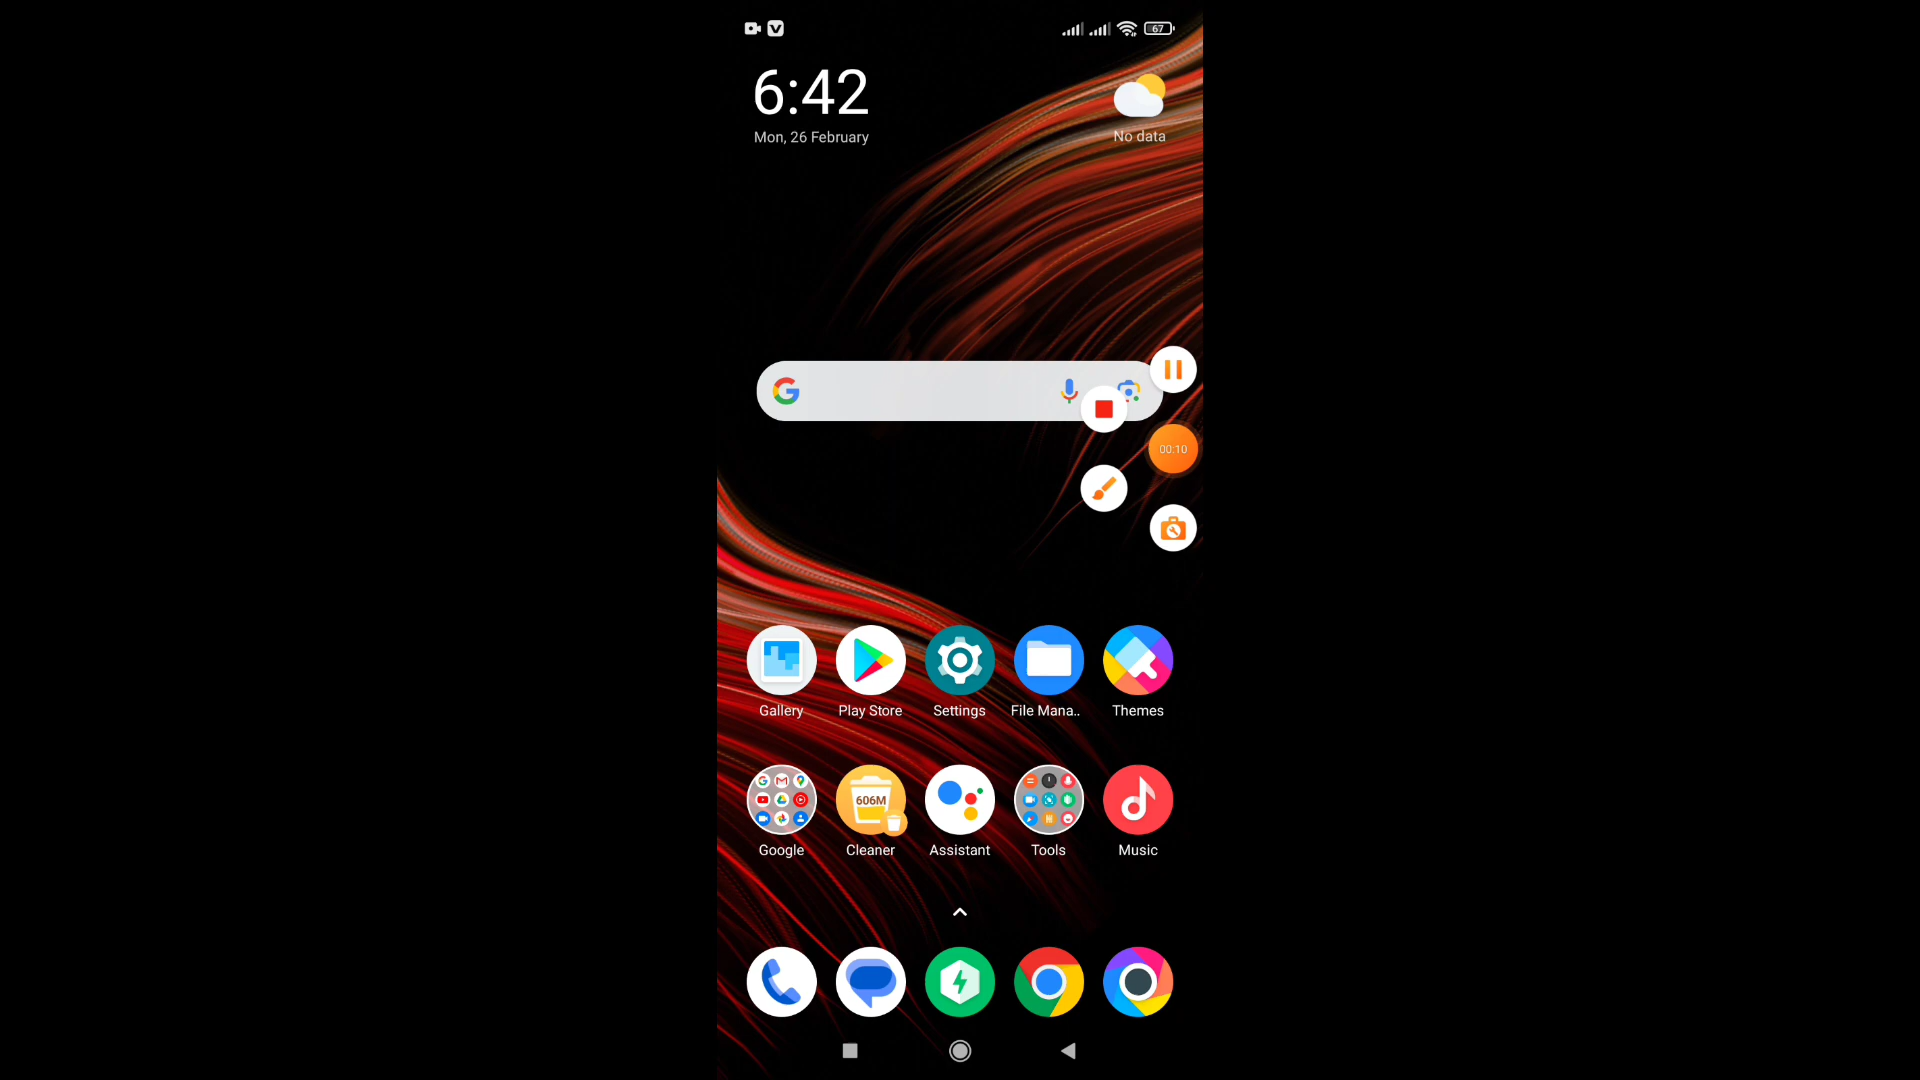 67
6:42
Mon, 26 February
No data
00:10
Gallery
Play Store
Settings
File Mana..
Themes
606M
Google
Cleaner
Assistant
Tools
Music